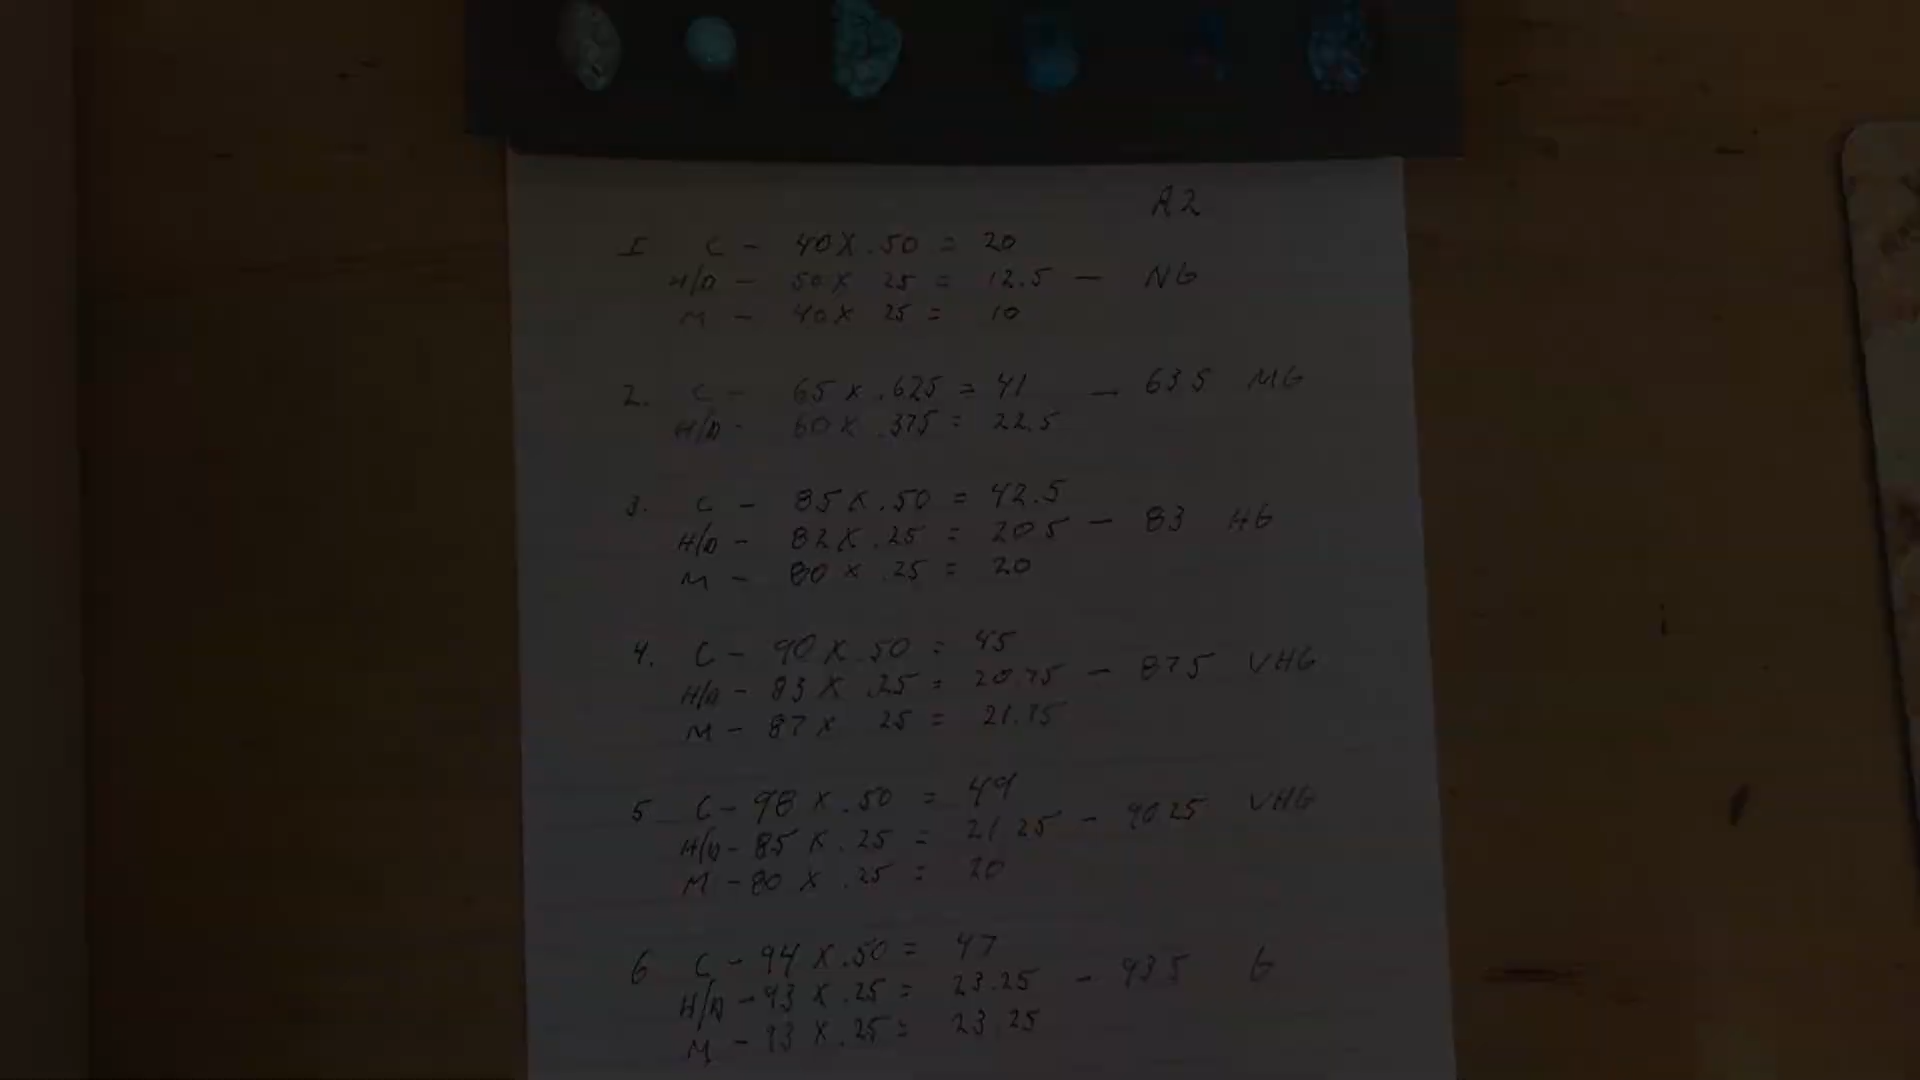 A2
1 C - 40 X .50 = 20
H/D - 50 X 25 = 12.5 - NG
M - 40 X 25 = 10
2. C - 65 X .625 = 41 - 63 5 MG
H/D - 60 X .375 = 22.5
3. C - 85 X .50 = 42.5
H/D - 82 X .25 = 20 5 - 83 HG
M - 80 X .25 = 20
4. C - 90 X .50 = 45
H/D - 83 X .25 = 20.75 - 87 5 VHG
M - 87 X 25 = 21.75
5 C - 98 X .50 = 49
H/D - 85 X .25 = 21 25 - 90 25 VHG
M - 80 X .25 = 20
6 C - 94 X .50 = 47
H/D - 93 X .25 = 23.25 - 93 5 G
M - 93 X .25 = 23.25